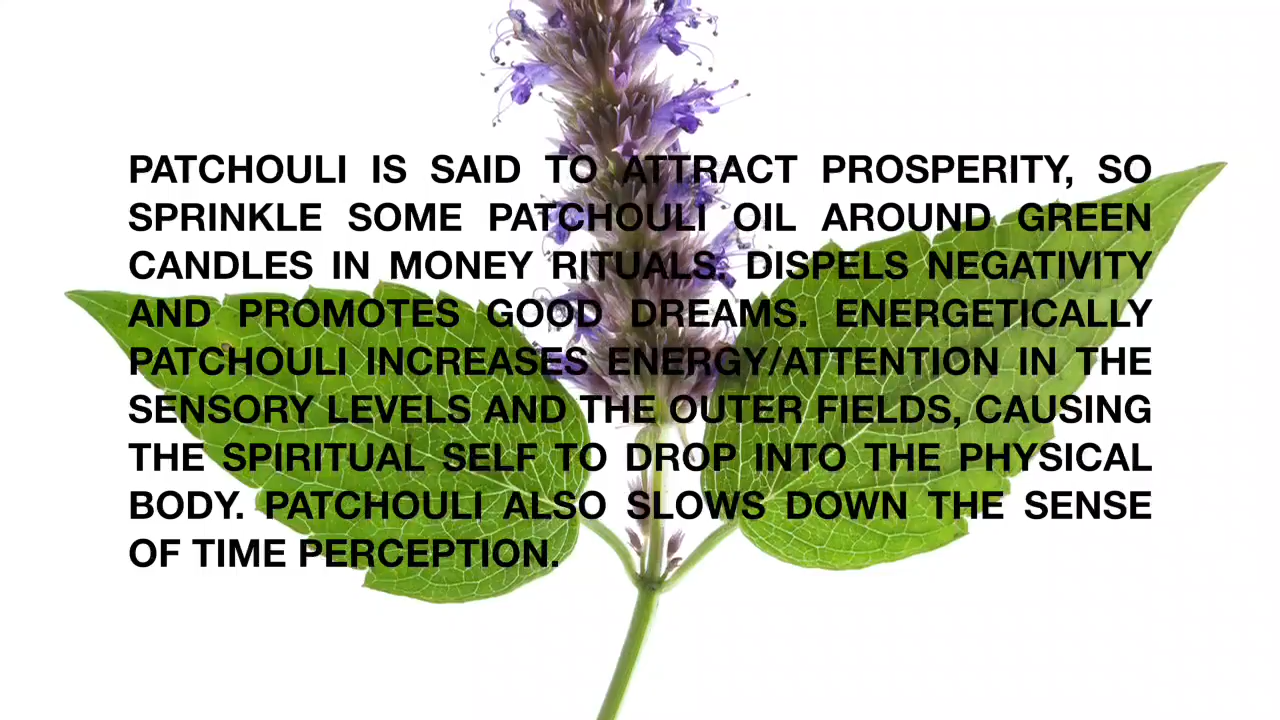 PATCHOULI IS SAID TO ATTRACT PROSPERITY, SO
SPRINKLE SOME PATCHOULI OIL AROUND GREEN
CANDLES IN MONEY RITUALS. DISPELS NEGATIVITY
AND PROMOTES GOOD DREAMS. ENERGETICALLY
PATCHOULI INCREASES ENERGY/ATTENTION IN THE
SENSORY LEVELS AND THE OUTER FIELDS, CAUSING
THE SPIRITUAL SELF TO DROP INTO THE PHYSICAL
BODY. PATCHOULI ALSO SLOWS DOWN THE SENSE
OF TIME PERCEPTION.